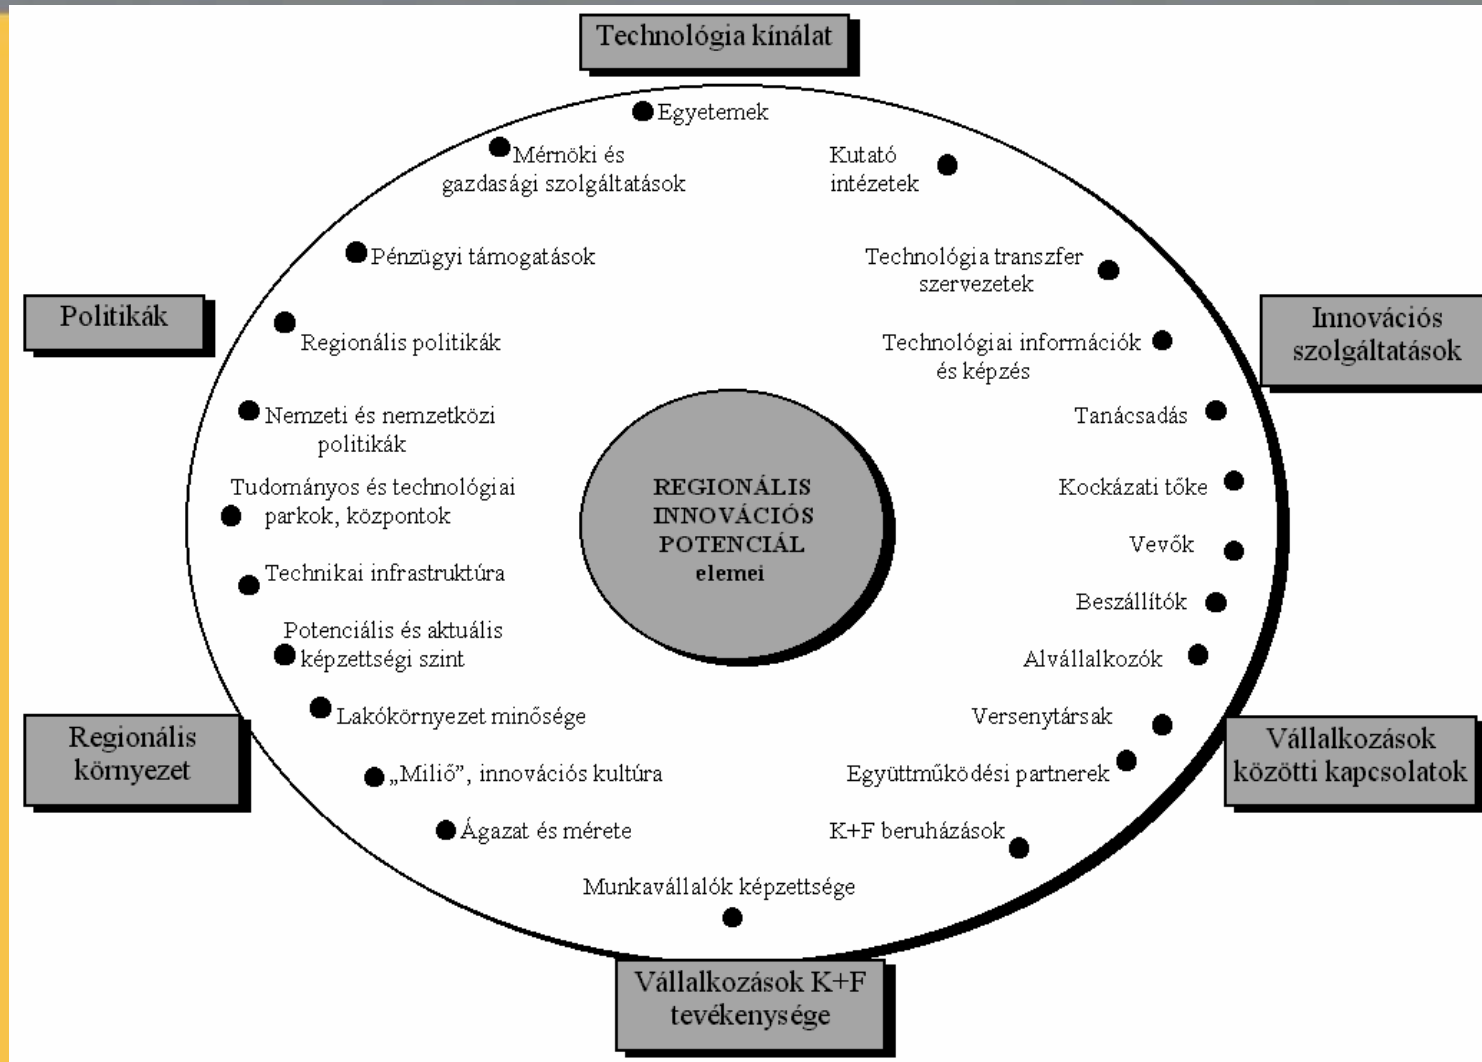 Technológia kínálat
Egyetemek
Mérnöki és
gazdasági szolgáltatások
Kutató
intézetek
Pénzügyi támogatások
Technológia transzfer
szervezetek
Politikák
Innovációs
szolgáltatások
Regionális politikák
Technológiai információk
és képzés
Nemzeti és nemzetközi
politikák
Tanácsadás
Tudományos és technológiai
parkok, központok
Kockázati tőke
REGIONÁLIS
INNOVÁCIÓS
POTENCIÁL
elemei
Vevők
Technikai infrastruktúra
Beszállítók
Potenciális és aktuális
képzettségi szint
Alvállalkozók
Lakókörnyezet minősége
Versenytársak
Regionális
környezet
Vállalkozások
közötti kapcsolatok
„Miliő”, innovációs kultúra
Együttműködési partnerek
Ágazat és mérete
K+F beruházások
Munkavállalók képzettsége
Vállalkozások K+F
tevékenysége